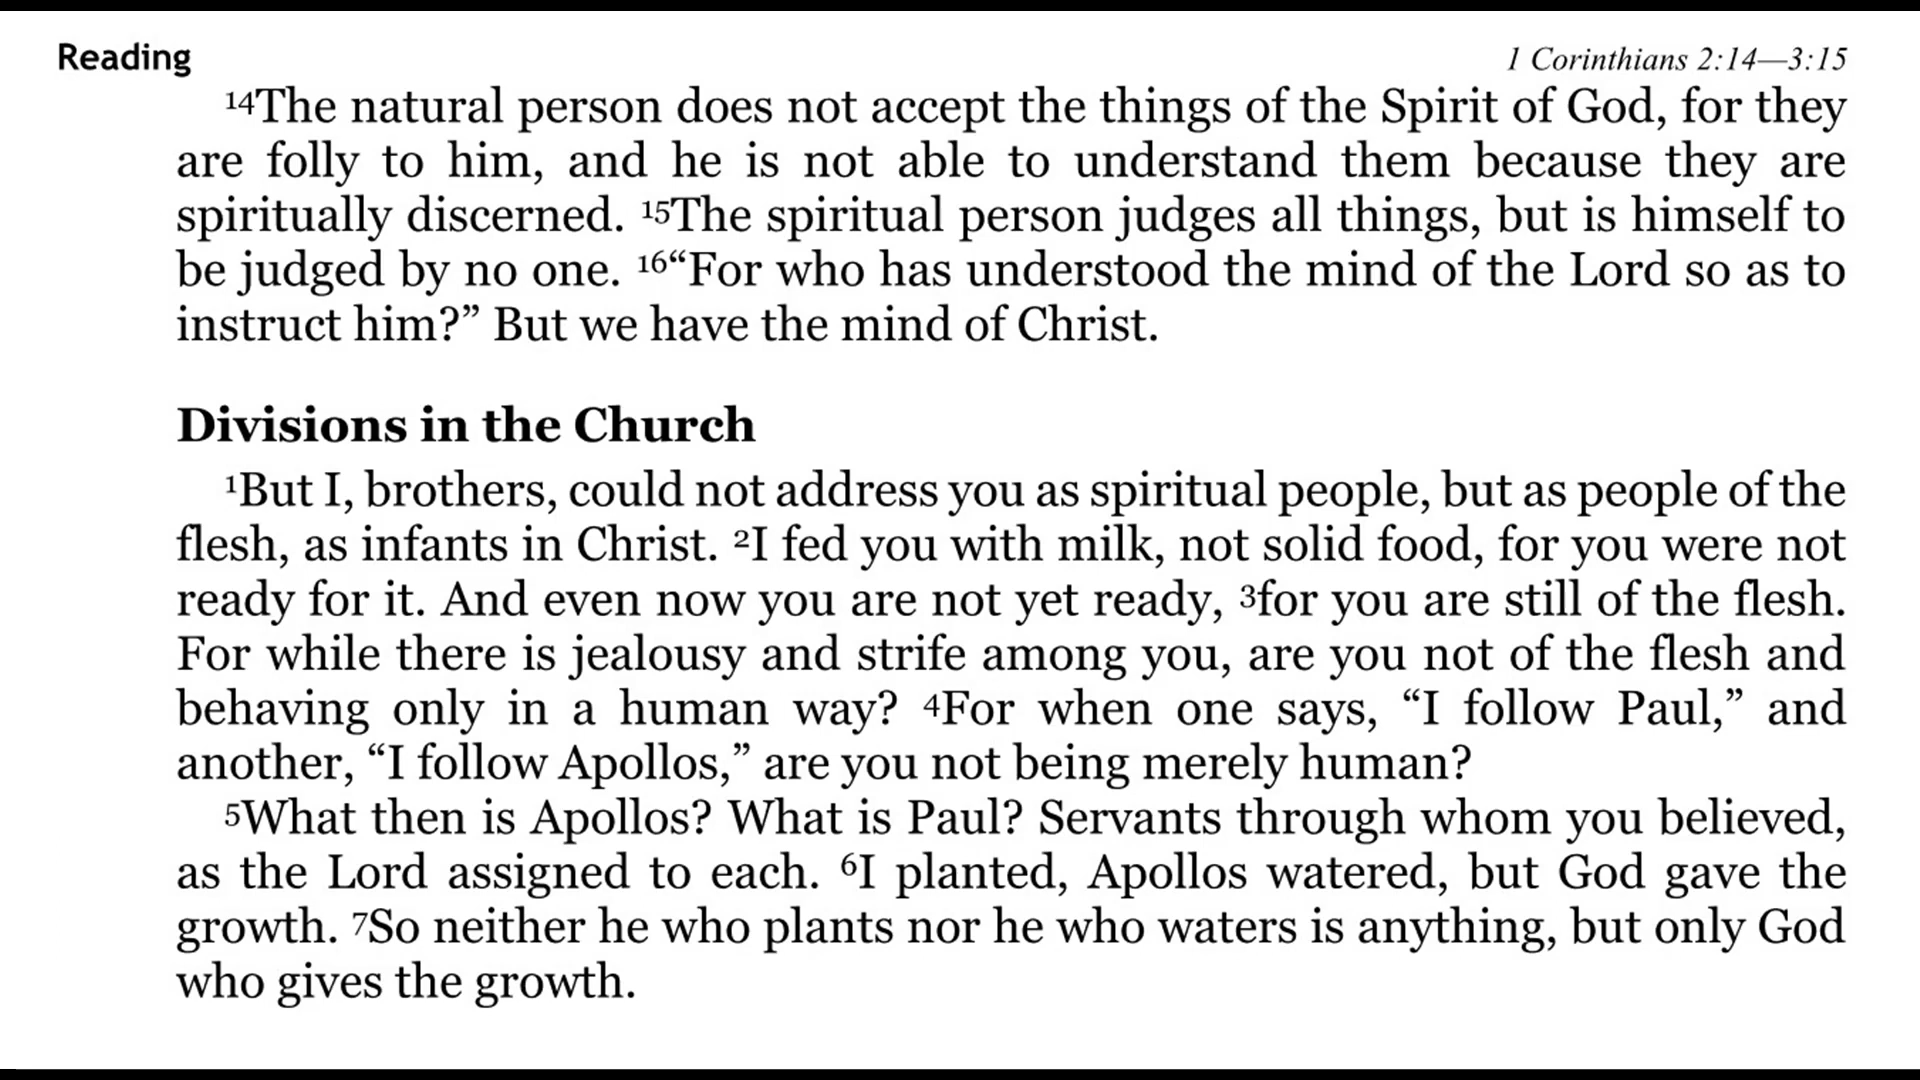 Reading
1 Corinthians 2:14—3:15
14The natural person does not accept the things of the Spirit of God, for they
are folly to him, and he is not able to understand them because they are
spiritually discerned. 15The spiritual person judges all things, but is himself to
be judged by no one. 16“For who has understood the mind of the Lord so as to
instruct him?” But we have the mind of Christ.
Divisions in the Church
1But I, brothers, could not address you as spiritual people, but as people of the
flesh, as infants in Christ. 2I fed you with milk, not solid food, for you were not
ready for it. And even now you are not yet ready, 3for you are still of the flesh.
For while there is jealousy and strife among you, are you not of the flesh and
behaving only in a human way? 4For when one says, “I follow Paul,” and
another, “I follow Apollos,” are you not being merely human?
5What then is Apollos? What is Paul? Servants through whom you believed,
as the Lord assigned to each. 6I planted, Apollos watered, but God gave the
growth. 7So neither he who plants nor he who waters is anything, but only God
who gives the growth.